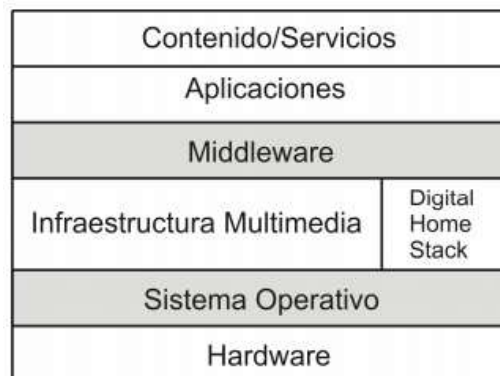 Contenido/Servicios
Aplicaciones
Middleware
Infraestructura Multimedia
Digital
Home
Stack
Sistema Operativo
Hardware